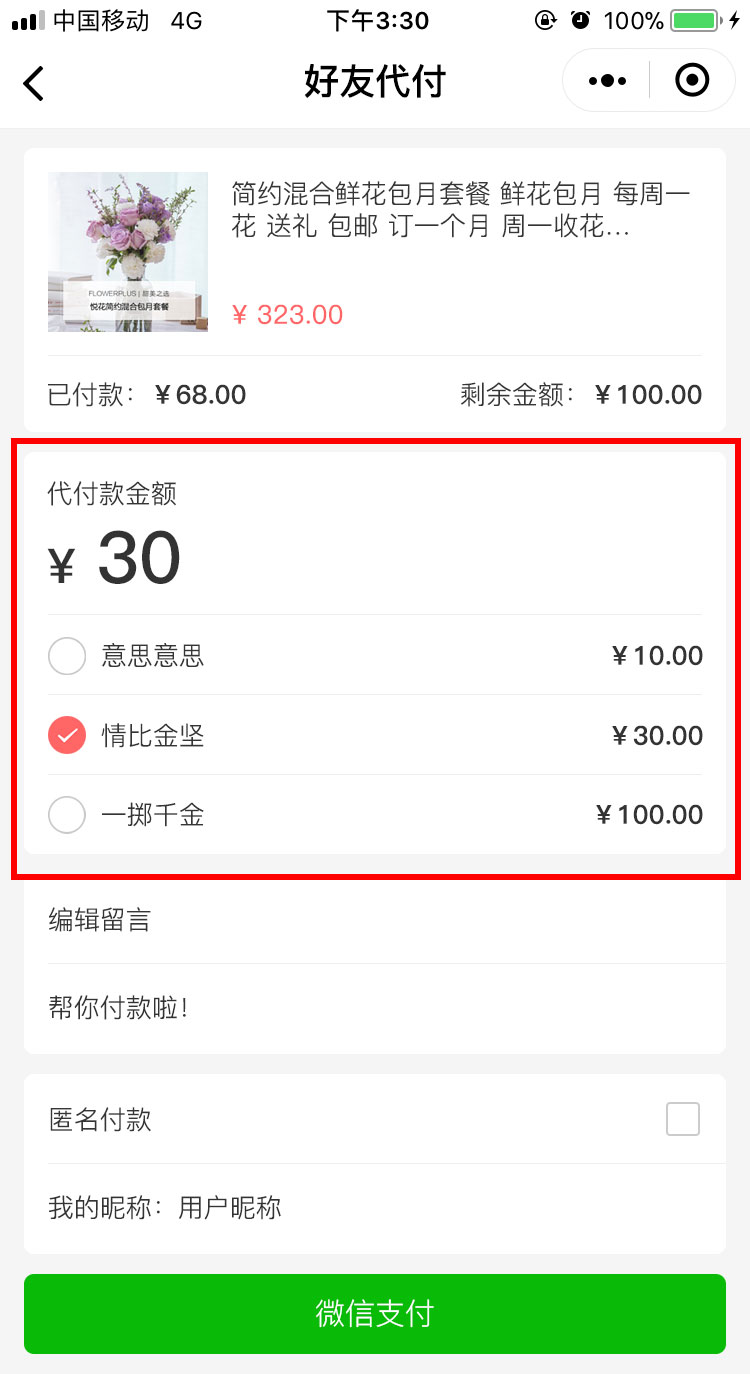 中国移动 4G 下午3:30 100%
好友代付
简约混合鲜花包月套餐 鲜花包月 每周一
花 送礼 包邮 订一个月 周一收花...
FLOWERPLUS | 甜美之选
悦花简约混合包月套餐
¥ 323.00
已付款： ¥68.00 剩余金额： ¥100.00
代付款金额
¥ 30
意思意思 ¥10.00
情比金坚 ¥30.00
一掷千金 ¥100.00
编辑留言
帮你付款啦！
匿名付款
我的昵称：用户昵称
微信支付